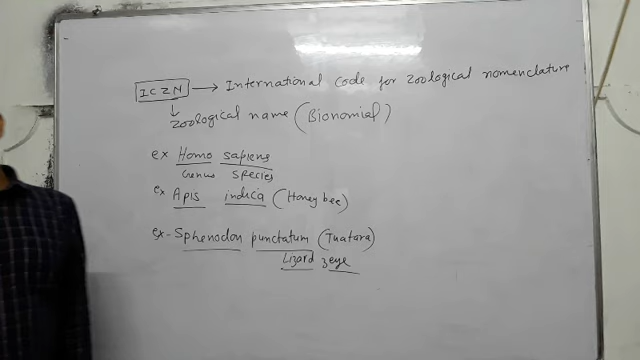 ICZN → International Code for Zoological nomenclature
↓
Zoological name (Bionomial)
ex Homo sapiens
Genus species
ex Apis indica (Honey bee)
ex- Sphenodon punctatum (Tuatara)
Lizard 3eye